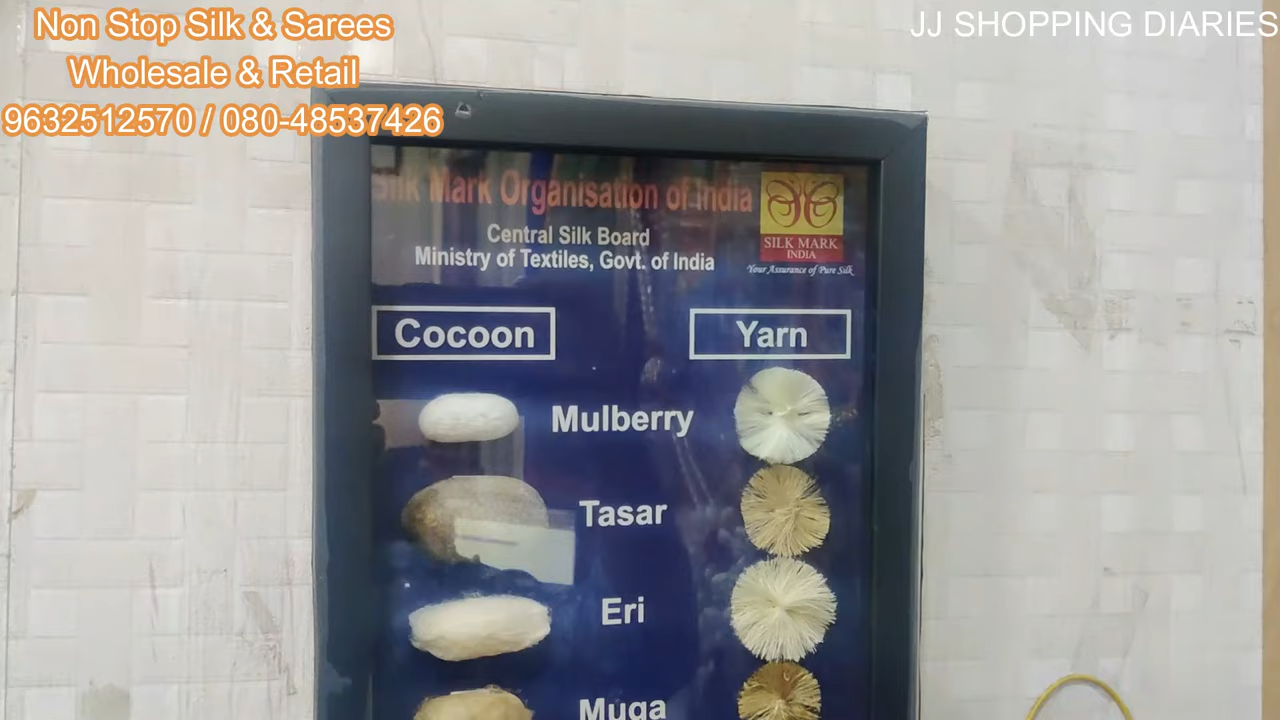 Non Stop Silk & Sarees
Wholesale & Retail
9632512570 / 080-48537426
JJ SHOPPING DIARIES
Silk Mark Organisation of India
Central Silk Board
Ministry of Textiles, Govt. of India
SILK MARK
INDIA
Your Assurance of Pure Silk
Cocoon
Yarn
Mulberry
Tasar
Eri
Muga